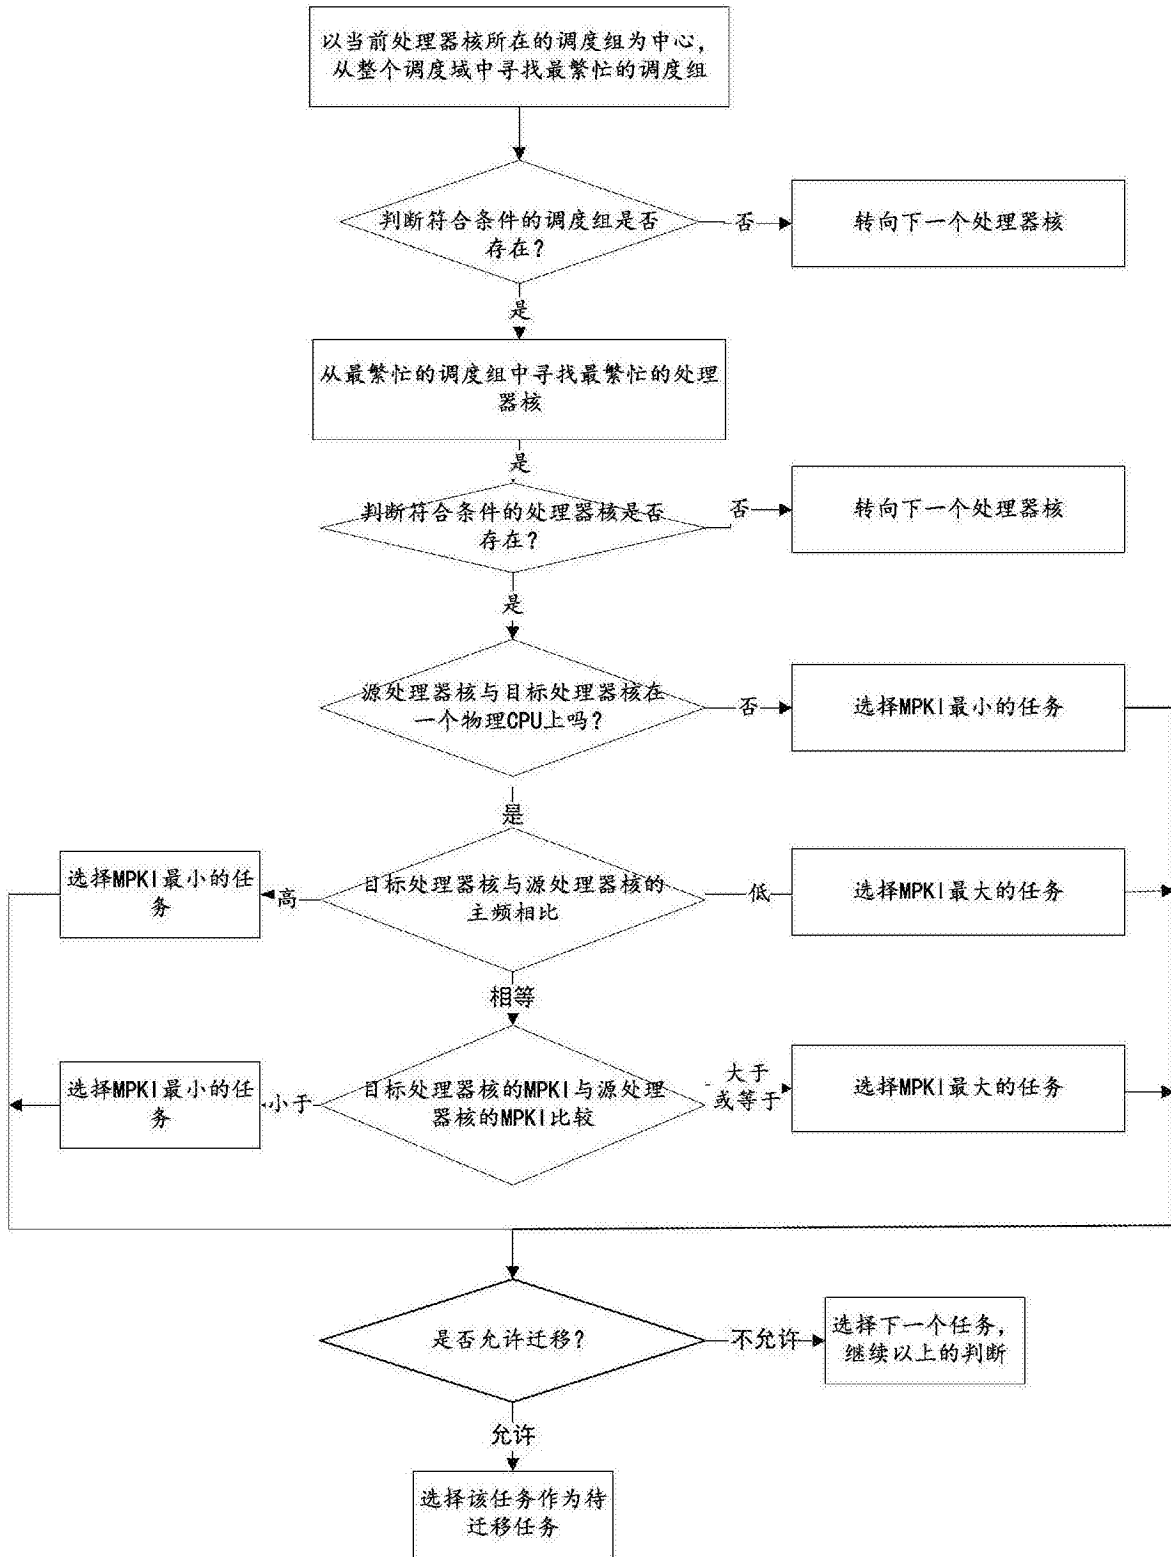 以当前处理器核所在的调度组为中心，
从整个调度域中寻找最繁忙的调度组
判断符合条件的调度组是否
存在？
否
转向下一个处理器核
是
从最繁忙的调度组中寻找最繁忙的处理
器核
是
判断符合条件的处理器核是否
存在？
否
转向下一个处理器核
是
源处理器核与目标处理器核在
一个物理CPU上吗？
否
选择MPKI最小的任务
是
选择MPKI最小的任
务
高
目标处理器核与源处理器核的
主频相比
低
选择MPKI最大的任务
相等
选择MPKI最小的任
务
小于
目标处理器核的MPKI与源处理
器核的MPKI比较
大于
或等于
选择MPKI最大的任务
是否允许迁移？
不允许
选择下一个任务，
继续以上的判断
允许
选择该任务作为待
迁移任务